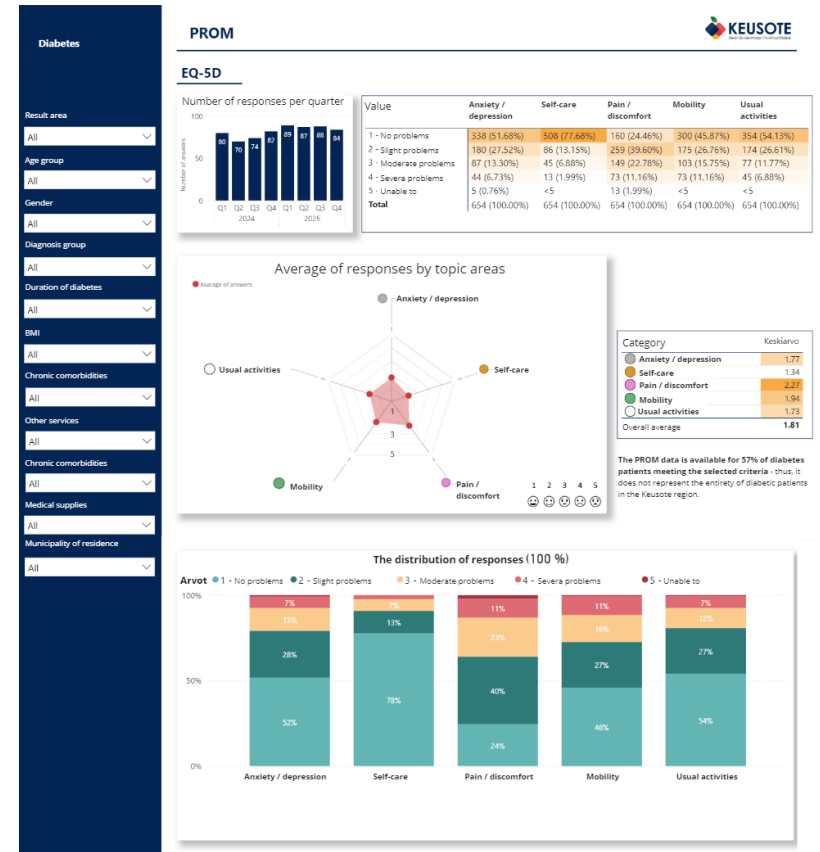 Diabetes
Result area
All
Age group
All
Gender
All
Diagnosis group
All
Duration of diabetes
All
BMI
All
Chronic comorbidities
All
Other services
All
Chronic comorbidities
All
Medical supplies
All
Municipality of residence
All
PROM
KEUSOTE
EQ-5D
Number of responses per quarter
Number of answers
100
50
0
80 70 74 82 89 87 88 84
Q1 Q2 Q3 Q4 Q1 Q2 Q3 Q4
2024 2025
Value Anxiety / depression Self-care Pain / discomfort Mobility Usual activities
1 - No problems 338 (51.68%) 508 (77.68%) 160 (24.46%) 300 (45.87%) 354 (54.13%)
2 - Slight problems 180 (27.52%) 86 (13.15%) 259 (39.60%) 175 (26.76%) 174 (26.61%)
3 - Moderate problems 87 (13.30%) 45 (6.88%) 149 (22.78%) 103 (15.75%) 77 (11.77%)
4 - Severa problems 44 (6.73%) 13 (1.99%) 73 (11.16%) 73 (11.16%) 45 (6.88%)
5 - Unable to 5 (0.76%) <5 13 (1.99%) <5 <5
Total 654 (100.00%) 654 (100.00%) 654 (100.00%) 654 (100.00%) 654 (100.00%)
Average of responses by topic areas
Avarage of answers
Anxiety / depression
Usual activities
Self-care
1
3
5
Mobility
Pain / discomfort
1 2 3 4 5
Category Keskiarvo
Anxiety / depression 1.77
Self-care 1.34
Pain / discomfort 2.27
Mobility 1.94
Usual activities 1.73
Overall average 1.81
The PROM data is available for 57% of diabetes
patients meeting the selected criteria - thus, it
does not represent the entirety of diabetic patients
in the Keusote region.
The distribution of responses (100 %)
Arvot 1 - No problems 2 - Slight problems 3 - Moderate problems 4 - Severa problems 5 - Unable to
100%
50%
0%
7% 7% 11% 11% 7%
13% 13% 23% 16% 12%
28% 78% 40% 27% 27%
52% 24% 46% 54%
Anxiety / depression Self-care Pain / discomfort Mobility Usual activities